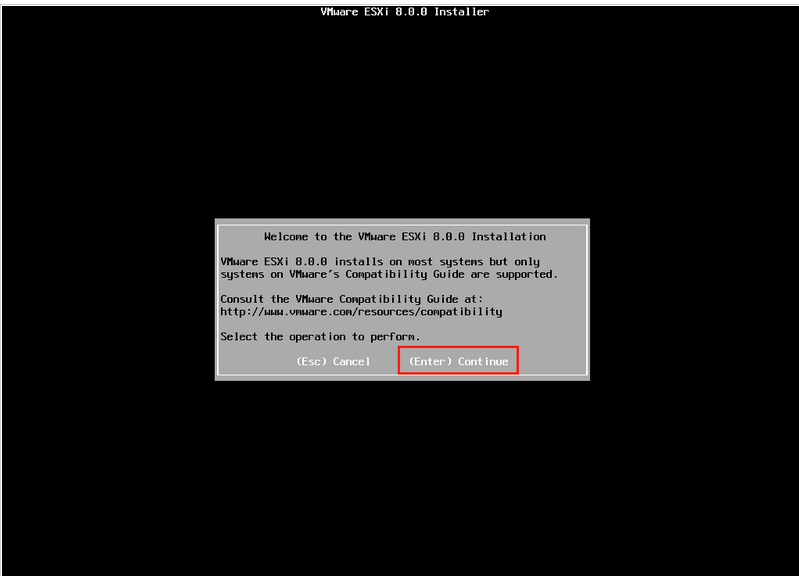 VMware ESXi 8.0.0 Installer
Welcome to the VMware ESXi 8.0.0 Installation
VMware ESXi 8.0.0 installs on most systems but only
systems on VMware's Compatibility Guide are supported.
Consult the VMware Compatibility Guide at:
http://www.vmware.com/resources/compatibility
Select the operation to perform.
(Esc) Cancel (Enter) Continue